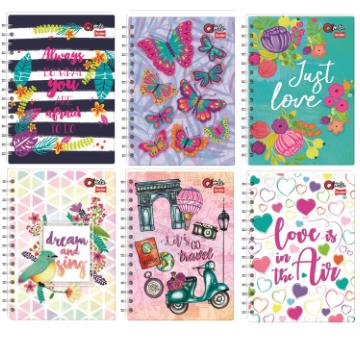 Always
DO WHAT
you
ARE
afraid
TO DO
Just
love
dream
and
sing
Let's
GO
travel
love is
in
the Air